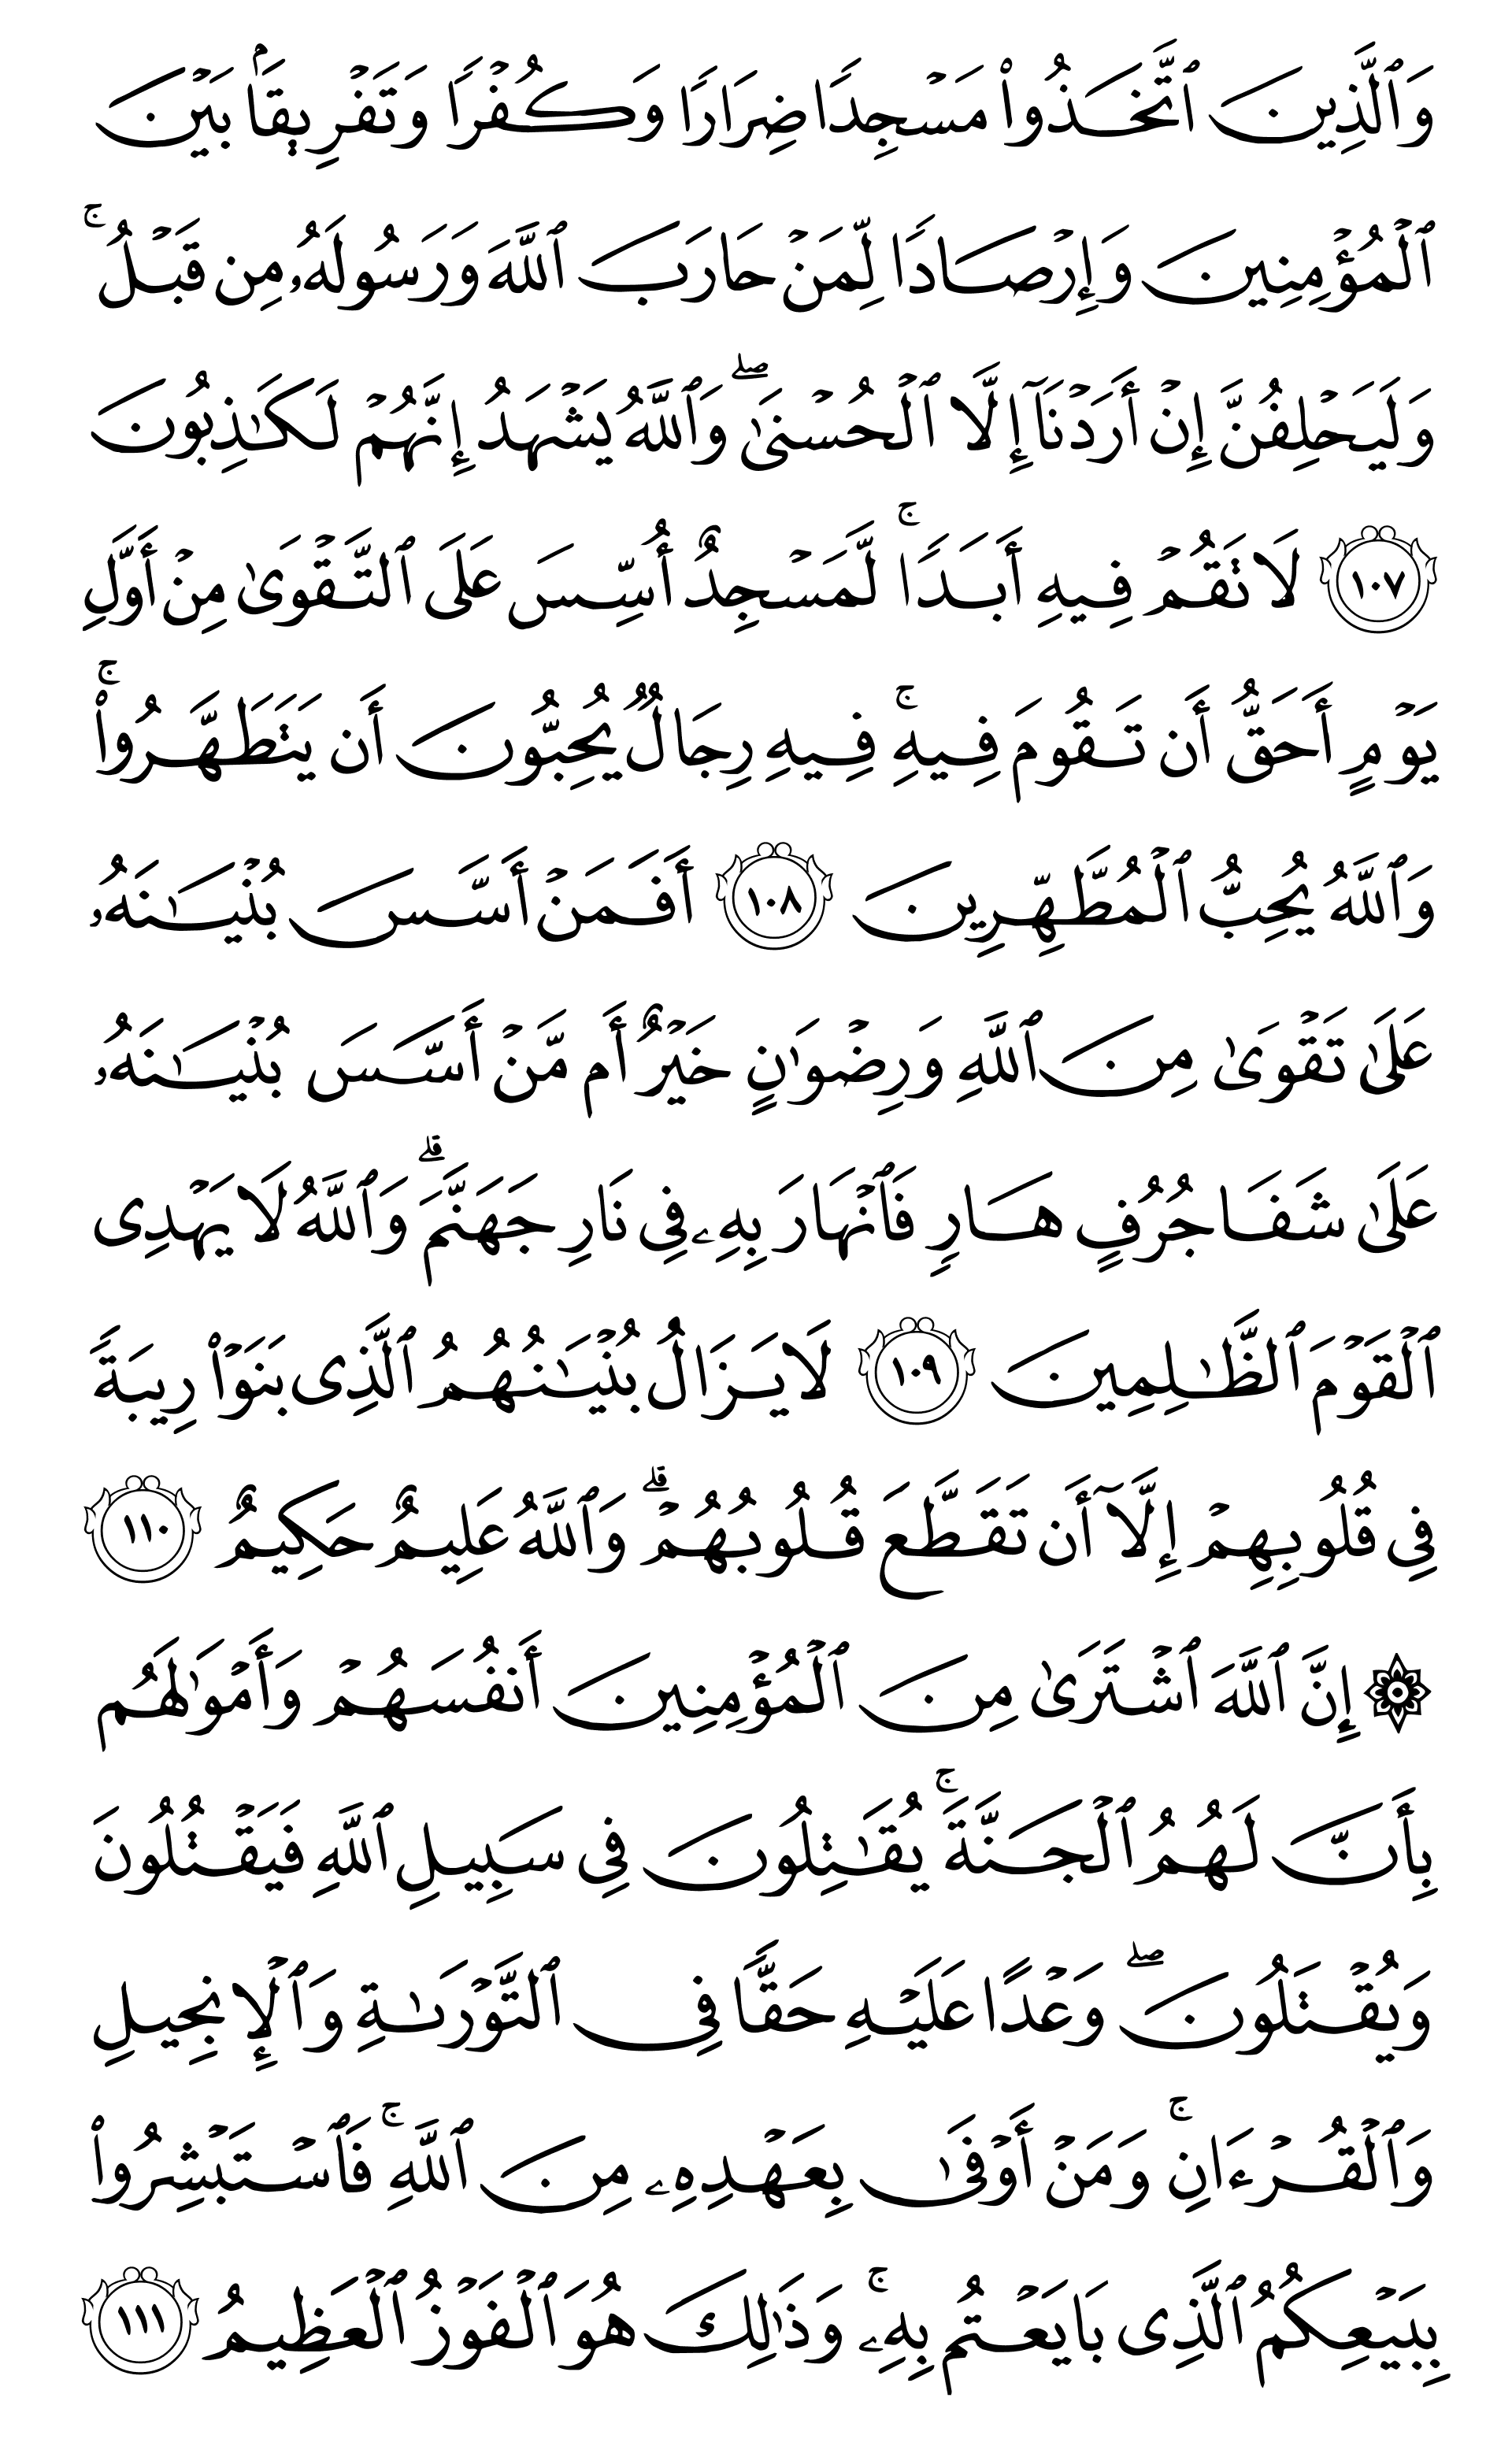 وَٱلَّذِينَ ٱتَّخَذُوا۟ مَسْجِدًا ضِرَارًا وَكُفْرًا وَتَفْرِيقًۢا بَيْنَ
ٱلْمُؤْمِنِينَ وَإِرْصَادًا لِّمَنْ حَارَبَ ٱللَّهَ وَرَسُولَهُۥ مِن قَبْلُ ۚ
وَلَيَحْلِفُنَّ إِنْ أَرَدْنَآ إِلَّا ٱلْحُسْنَىٰ ۖ وَٱللَّهُ يَشْهَدُ إِنَّهُمْ لَكَـٰذِبُونَ
١٠٧ لَا تَقُمْ فِيهِ أَبَدًا ۚ لَّمَسْجِدٌ أُسِّسَ عَلَى ٱلتَّقْوَىٰ مِنْ أَوَّلِ
يَوْمٍ أَحَقُّ أَن تَقُومَ فِيهِ ۚ فِيهِ رِجَالٌ يُحِبُّونَ أَن يَتَطَهَّرُوا۟ ۚ
وَٱللَّهُ يُحِبُّ ٱلْمُطَّهِّرِينَ ١٠٨ أَفَمَنْ أَسَّسَ بُنْيَـٰنَهُۥ
عَلَىٰ تَقْوَىٰ مِنَ ٱللَّهِ وَرِضْوَٰنٍ خَيْرٌ أَم مَّنْ أَسَّسَ بُنْيَـٰنَهُۥ
عَلَىٰ شَفَا جُرُفٍ هَارٍ فَٱنْهَارَ بِهِۦ فِى نَارِ جَهَنَّمَ ۗ وَٱللَّهُ لَا يَهْدِى
ٱلْقَوْمَ ٱلظَّـٰلِمِينَ ١٠٩ لَا يَزَالُ بُنْيَـٰنُهُمُ ٱلَّذِى بَنَوْا۟ رِيبَةً
فِى قُلُوبِهِمْ إِلَّآ أَن تَقَطَّعَ قُلُوبُهُمْ ۗ وَٱللَّهُ عَلِيمٌ حَكِيمٌ ١١٠
۞ إِنَّ ٱللَّهَ ٱشْتَرَىٰ مِنَ ٱلْمُؤْمِنِينَ أَنفُسَهُمْ وَأَمْوَٰلَهُم
بِأَنَّ لَهُمُ ٱلْجَنَّةَ ۚ يُقَـٰتِلُونَ فِى سَبِيلِ ٱللَّهِ فَيَقْتُلُونَ
وَيُقْتَلُونَ ۖ وَعْدًا عَلَيْهِ حَقًّا فِى ٱلتَّوْرَىٰةِ وَٱلْإِنجِيلِ
وَٱلْقُرْءَانِ ۚ وَمَنْ أَوْفَىٰ بِعَهْدِهِۦ مِنَ ٱللَّهِ ۚ فَٱسْتَبْشِرُوا۟
بِبَيْعِكُمُ ٱلَّذِى بَايَعْتُم بِهِۦ ۚ وَذَٰلِكَ هُوَ ٱلْفَوْزُ ٱلْعَظِيمُ ١١١